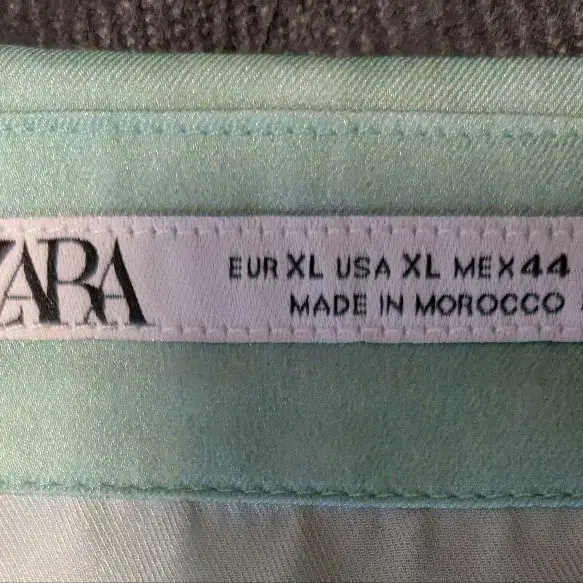 ZARA
EUR XL USA XL MEX 44
MADE IN MOROCCO